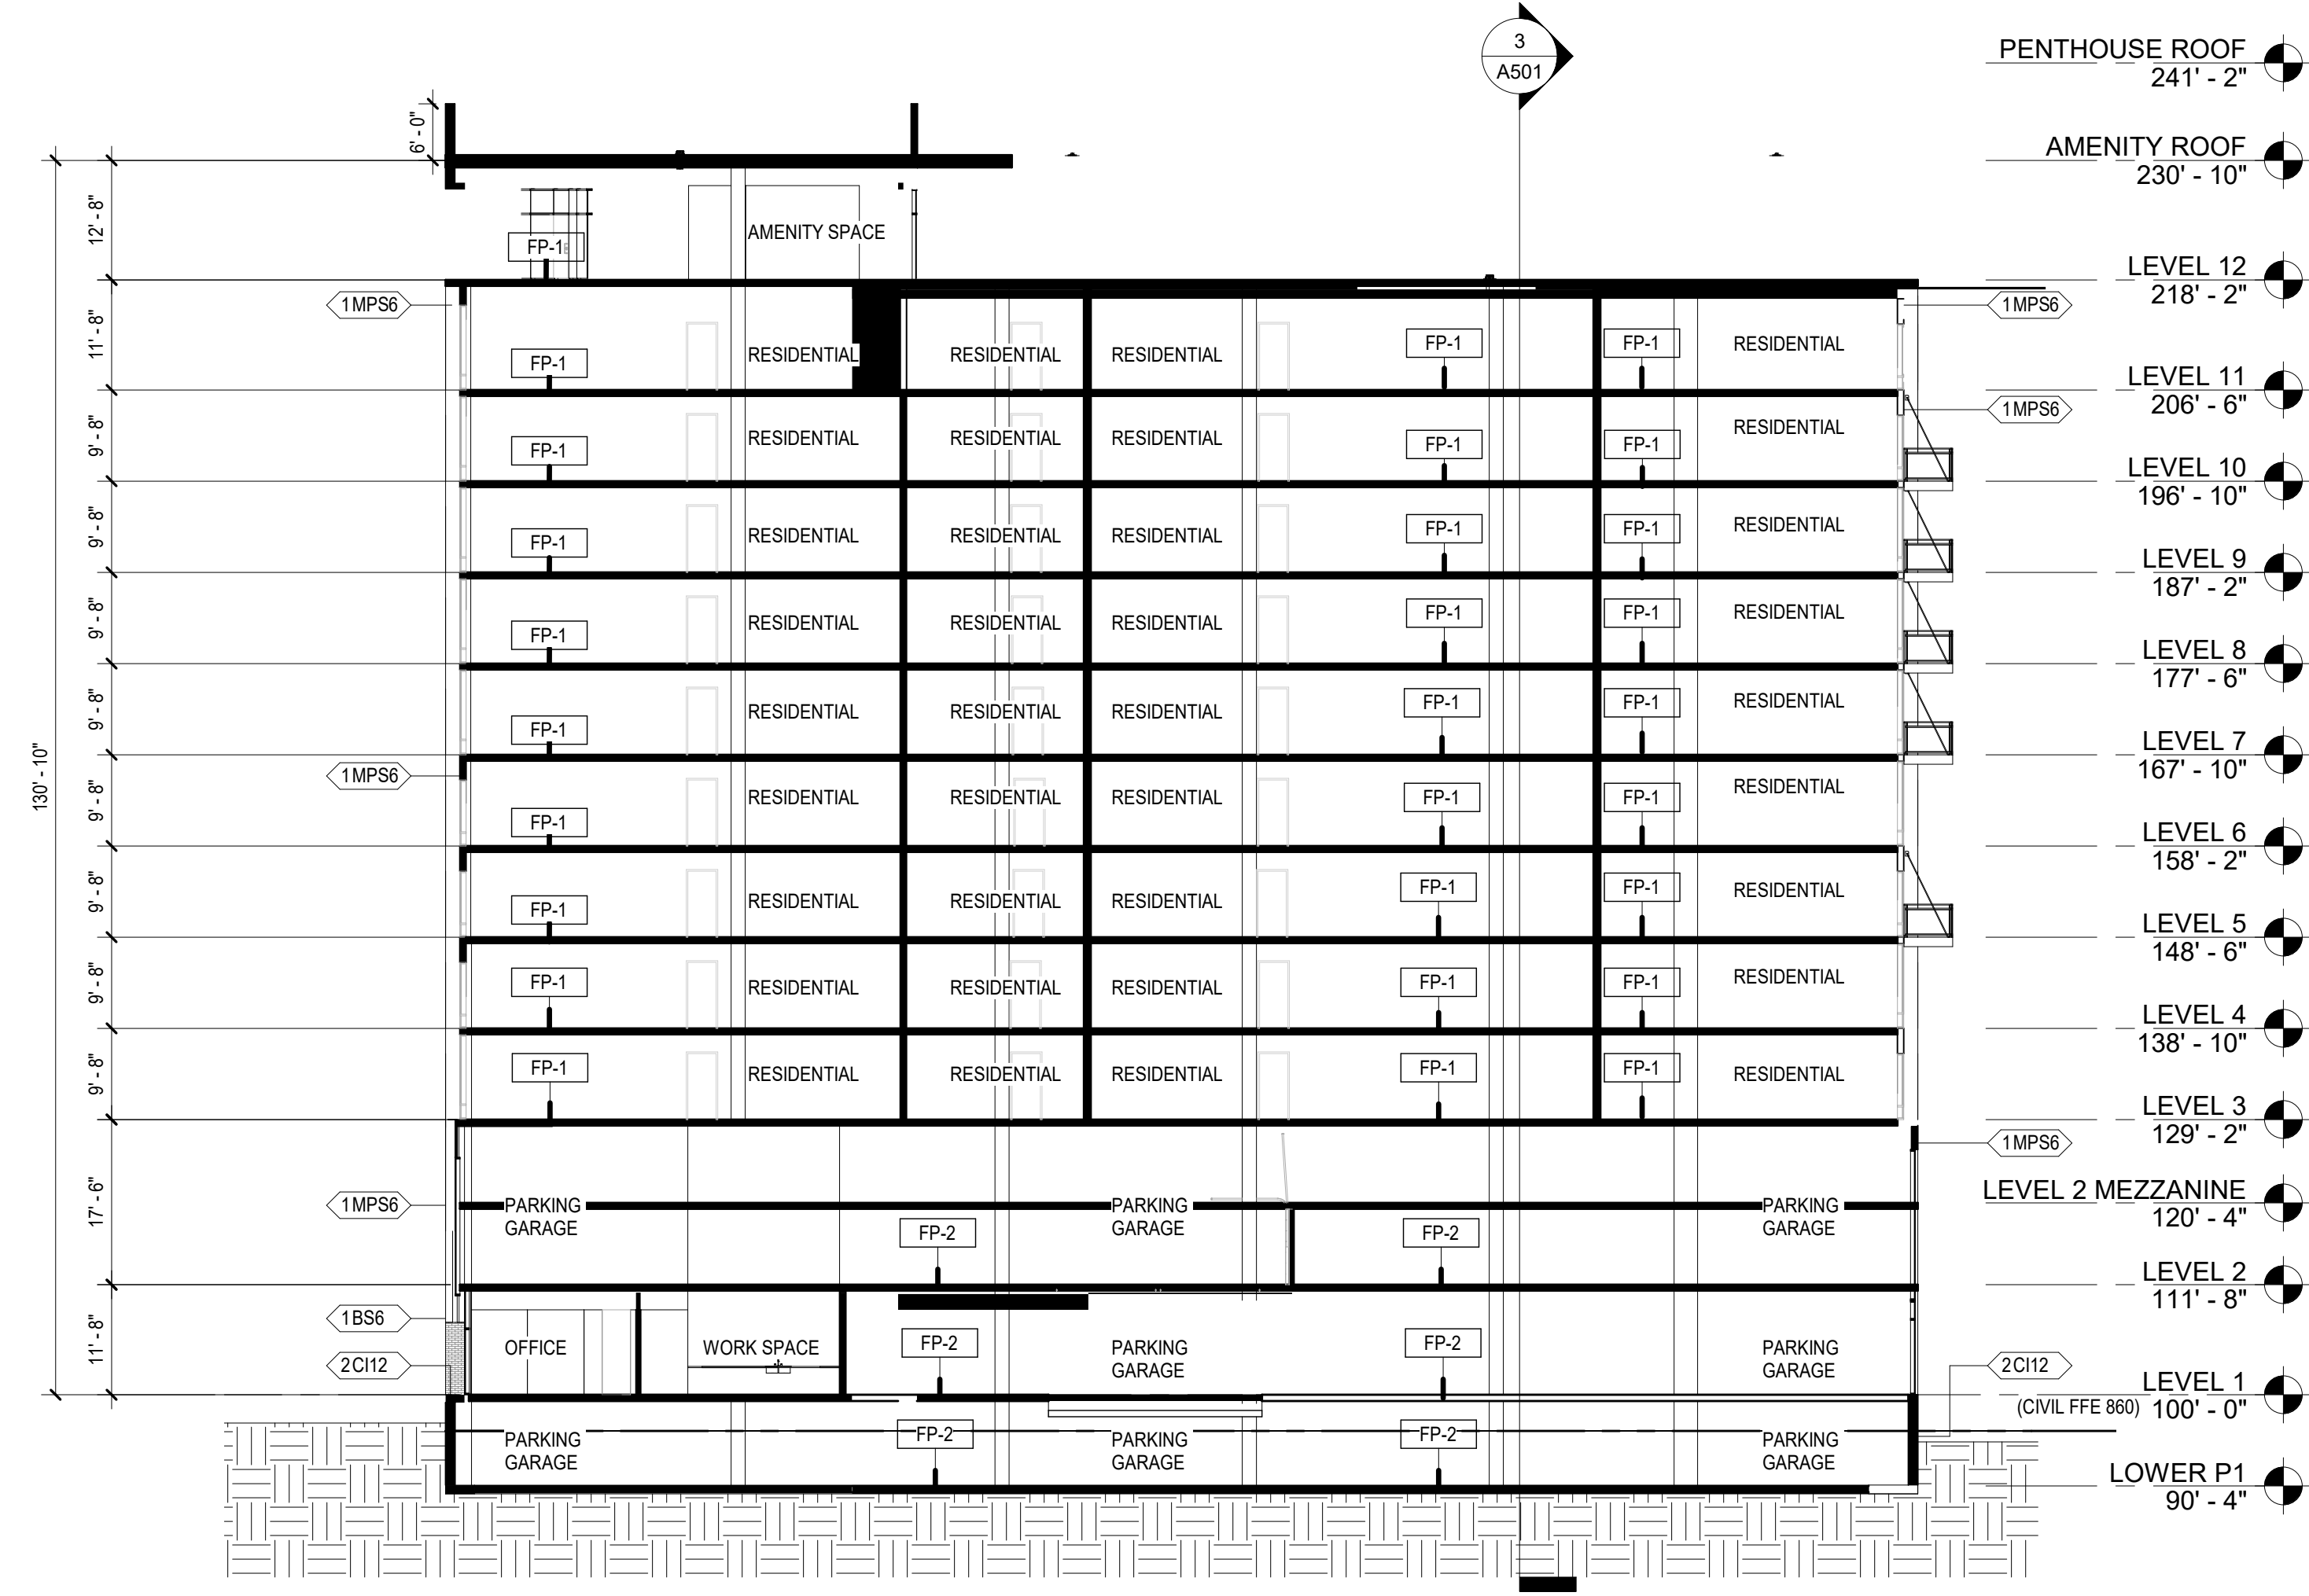 3
A501
PENTHOUSE ROOF
241' - 2"
6' - 0"
AMENITY ROOF
230' - 10"
12' - 8"
AMENITY SPACE
FP-1
LEVEL 12
218' - 2"
1MPS6
1MPS6
11' - 8"
FP-1
RESIDENTIAL
RESIDENTIAL
RESIDENTIAL
FP-1
FP-1
RESIDENTIAL
LEVEL 11
206' - 6"
1MPS6
9' - 8"
FP-1
RESIDENTIAL
RESIDENTIAL
RESIDENTIAL
FP-1
FP-1
RESIDENTIAL
LEVEL 10
196' - 10"
9' - 8"
FP-1
RESIDENTIAL
RESIDENTIAL
RESIDENTIAL
FP-1
FP-1
RESIDENTIAL
LEVEL 9
187' - 2"
9' - 8"
FP-1
RESIDENTIAL
RESIDENTIAL
RESIDENTIAL
FP-1
FP-1
RESIDENTIAL
LEVEL 8
177' - 6"
9' - 8"
FP-1
RESIDENTIAL
RESIDENTIAL
RESIDENTIAL
FP-1
FP-1
RESIDENTIAL
LEVEL 7
167' - 10"
130' - 10"
1MPS6
9' - 8"
FP-1
RESIDENTIAL
RESIDENTIAL
RESIDENTIAL
FP-1
FP-1
RESIDENTIAL
LEVEL 6
158' - 2"
9' - 8"
FP-1
RESIDENTIAL
RESIDENTIAL
RESIDENTIAL
FP-1
FP-1
RESIDENTIAL
LEVEL 5
148' - 6"
9' - 8"
FP-1
RESIDENTIAL
RESIDENTIAL
RESIDENTIAL
FP-1
FP-1
RESIDENTIAL
LEVEL 4
138' - 10"
9' - 8"
FP-1
RESIDENTIAL
RESIDENTIAL
RESIDENTIAL
FP-1
FP-1
RESIDENTIAL
LEVEL 3
129' - 2"
1MPS6
17' - 6"
1MPS6
PARKING
GARAGE
PARKING
GARAGE
PARKING
GARAGE
LEVEL 2 MEZZANINE
120' - 4"
FP-2
FP-2
LEVEL 2
111' - 8"
1BS6
11' - 8"
2CI12
OFFICE
WORK SPACE
FP-2
PARKING
GARAGE
FP-2
PARKING
GARAGE
2CI12
LEVEL 1
(CIVIL FFE 860) 100' - 0"
PARKING
GARAGE
FP-2
PARKING
GARAGE
FP-2
PARKING
GARAGE
LOWER P1
90' - 4"